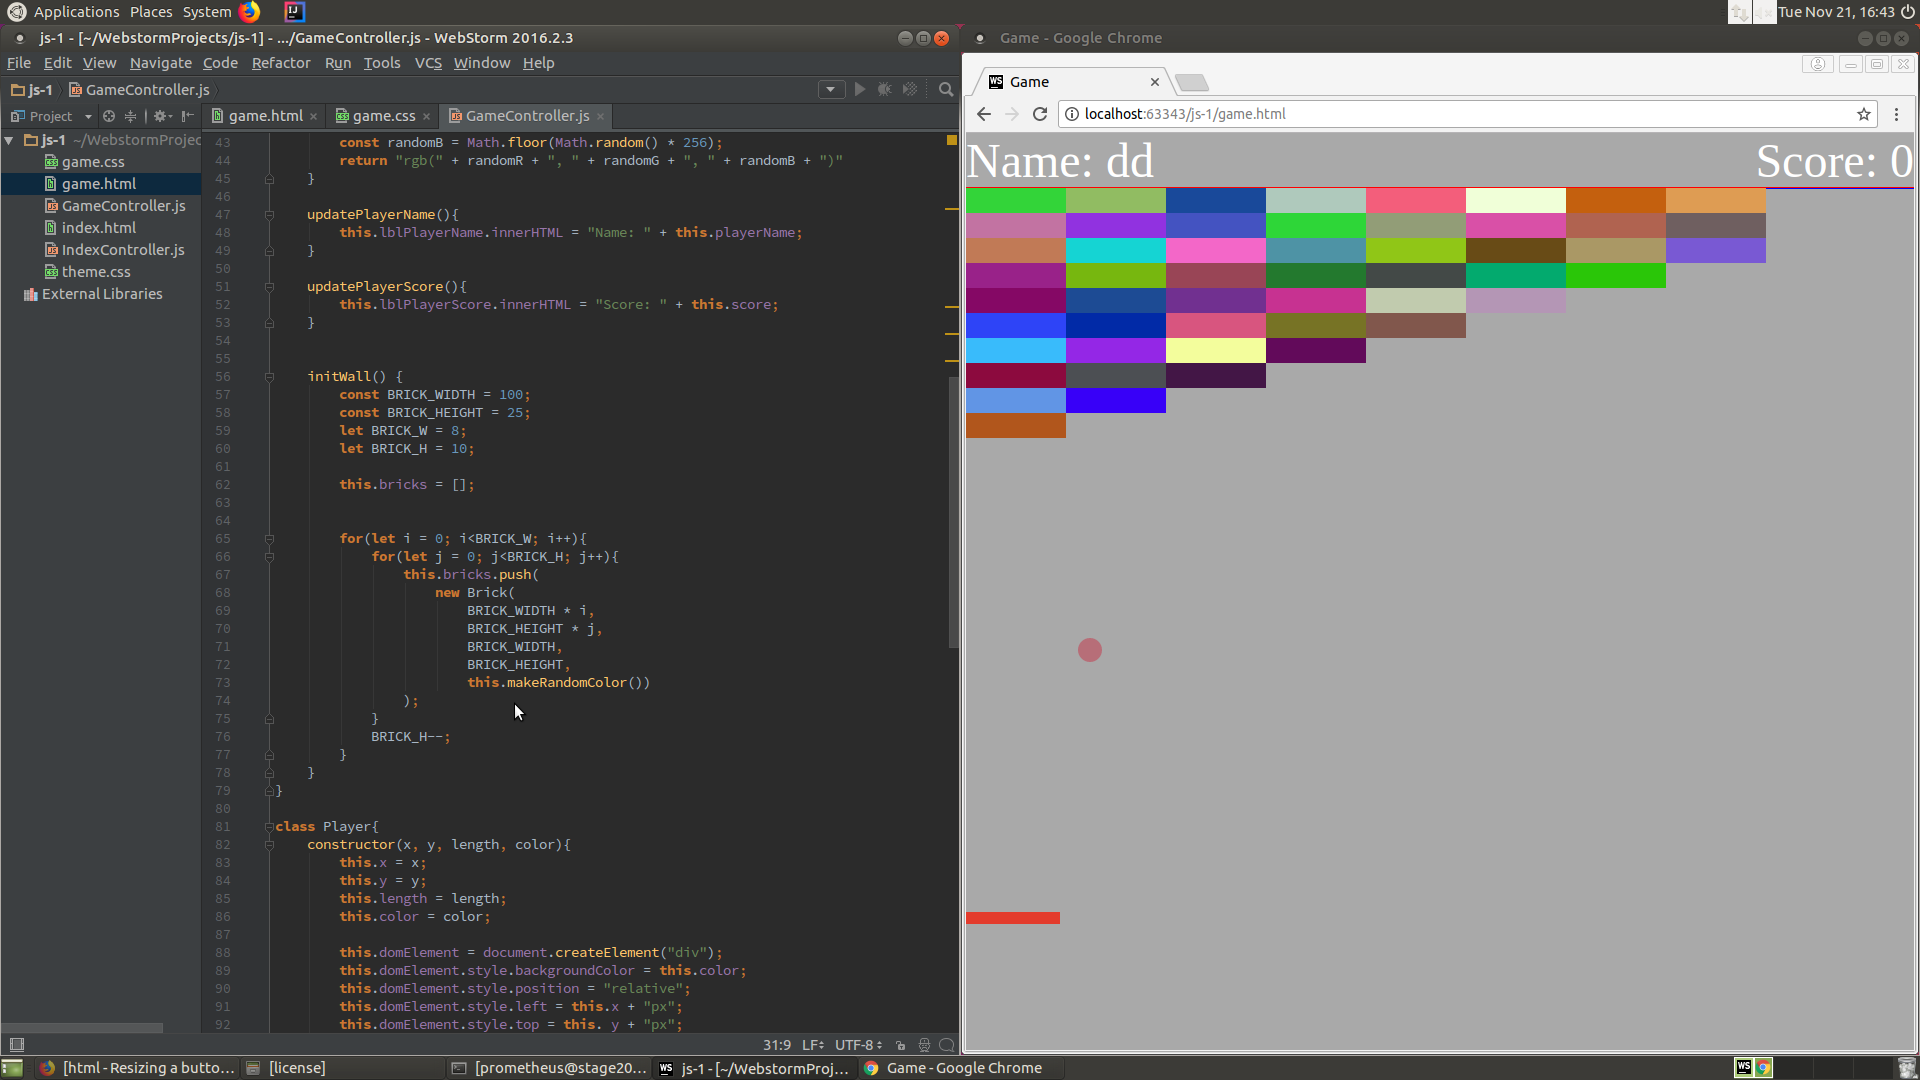 Applications Places System Tue Nov 21, 16:43
js-1 - [~/WebstormProjects/js-1] - .../GameController.js - WebStorm 2016.2.3
File Edit View Navigate Code Refactor Run Tools VCS Window Help
js-1 GameController.js
Project
game.html game.css GameController.js
js-1 ~/WebstormProjec
game.css
game.html
GameController.js
index.html
IndexController.js
theme.css
External Libraries
43 const randomB = Math.floor(Math.random() * 256);
44 return "rgb(" + randomR + ", " + randomG + ", " + randomB + ")"
45 }
46
47 updatePlayerName(){
48 this.lblPlayerName.innerHTML = "Name: " + this.playerName;
49 }
50
51 updatePlayerScore(){
52 this.lblPlayerScore.innerHTML = "Score: " + this.score;
53 }
54
55
56 initWall() {
57 const BRICK_WIDTH = 100;
58 const BRICK_HEIGHT = 25;
59 let BRICK_W = 8;
60 let BRICK_H = 10;
61
62 this.bricks = [];
63
64
65 for(let i = 0; i<BRICK_W; i++){
66 for(let j = 0; j<BRICK_H; j++){
67 this.bricks.push(
68 new Brick(
69 BRICK_WIDTH * i,
70 BRICK_HEIGHT * j,
71 BRICK_WIDTH,
72 BRICK_HEIGHT,
73 this.makeRandomColor())
74 );
75 }
76 BRICK_H--;
77 }
78 }
79 }
80
81 class Player{
82 constructor(x, y, length, color){
83 this.x = x;
84 this.y = y;
85 this.length = length;
86 this.color = color;
87
88 this.domElement = document.createElement("div");
89 this.domElement.style.backgroundColor = this.color;
90 this.domElement.style.position = "relative";
91 this.domElement.style.left = this.x + "px";
92 this.domElement.style.top = this. y + "px";
31:9 LF÷ UTF-8÷
Game - Google Chrome
WS Game
localhost:63343/js-1/game.html
Name: dd Score: 0
[html - Resizing a butto... [license] [prometheus@stage20... WS js-1 - [~/WebstormProj... Game - Google Chrome WS